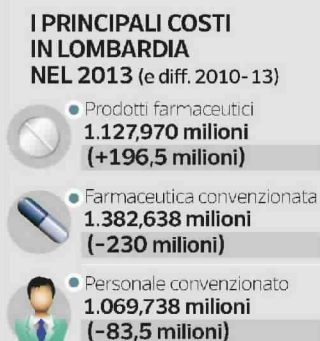 I PRINCIPALI COSTI
IN LOMBARDIA
NEL 2013 (e diff. 2010-13)
Prodotti farmaceutici
1.127,970 milioni
(+196,5 milioni)
Farmaceutica convenzionata
1.382,638 milioni
(-230 milioni)
Personale convenzionato
1.069,738 milioni
(-83,5 milioni)